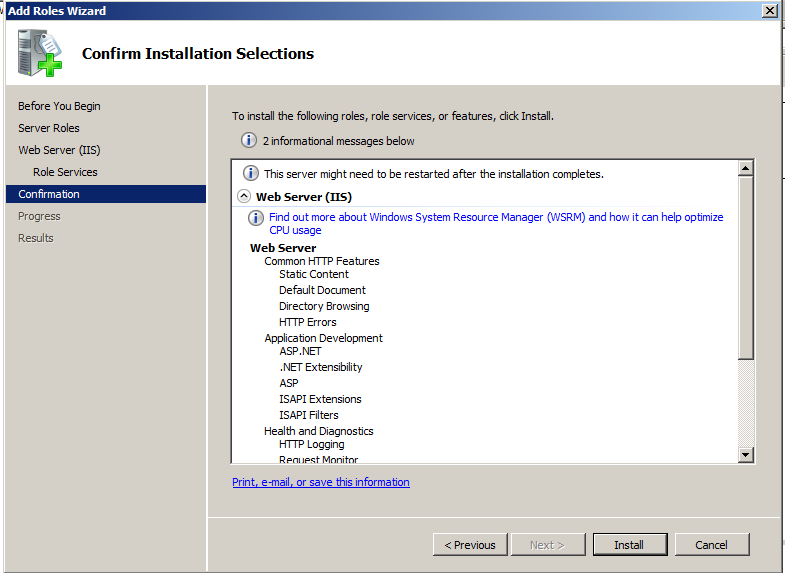 Add Roles Wizard
Confirm Installation Selections
Before You Begin
Server Roles
Web Server (IIS)
Role Services
Confirmation
Progress
Results
To install the following roles, role services, or features, click Install.
2 informational messages below
This server might need to be restarted after the installation completes.
Web Server (IIS)
Find out more about Windows System Resource Manager (WSRM) and how it can help optimize
CPU usage
Web Server
Common HTTP Features
Static Content
Default Document
Directory Browsing
HTTP Errors
Application Development
ASP.NET
.NET Extensibility
ASP
ISAPI Extensions
ISAPI Filters
Health and Diagnostics
HTTP Logging
Request Monitor
Print, e-mail, or save this information
< Previous
Next >
Install
Cancel